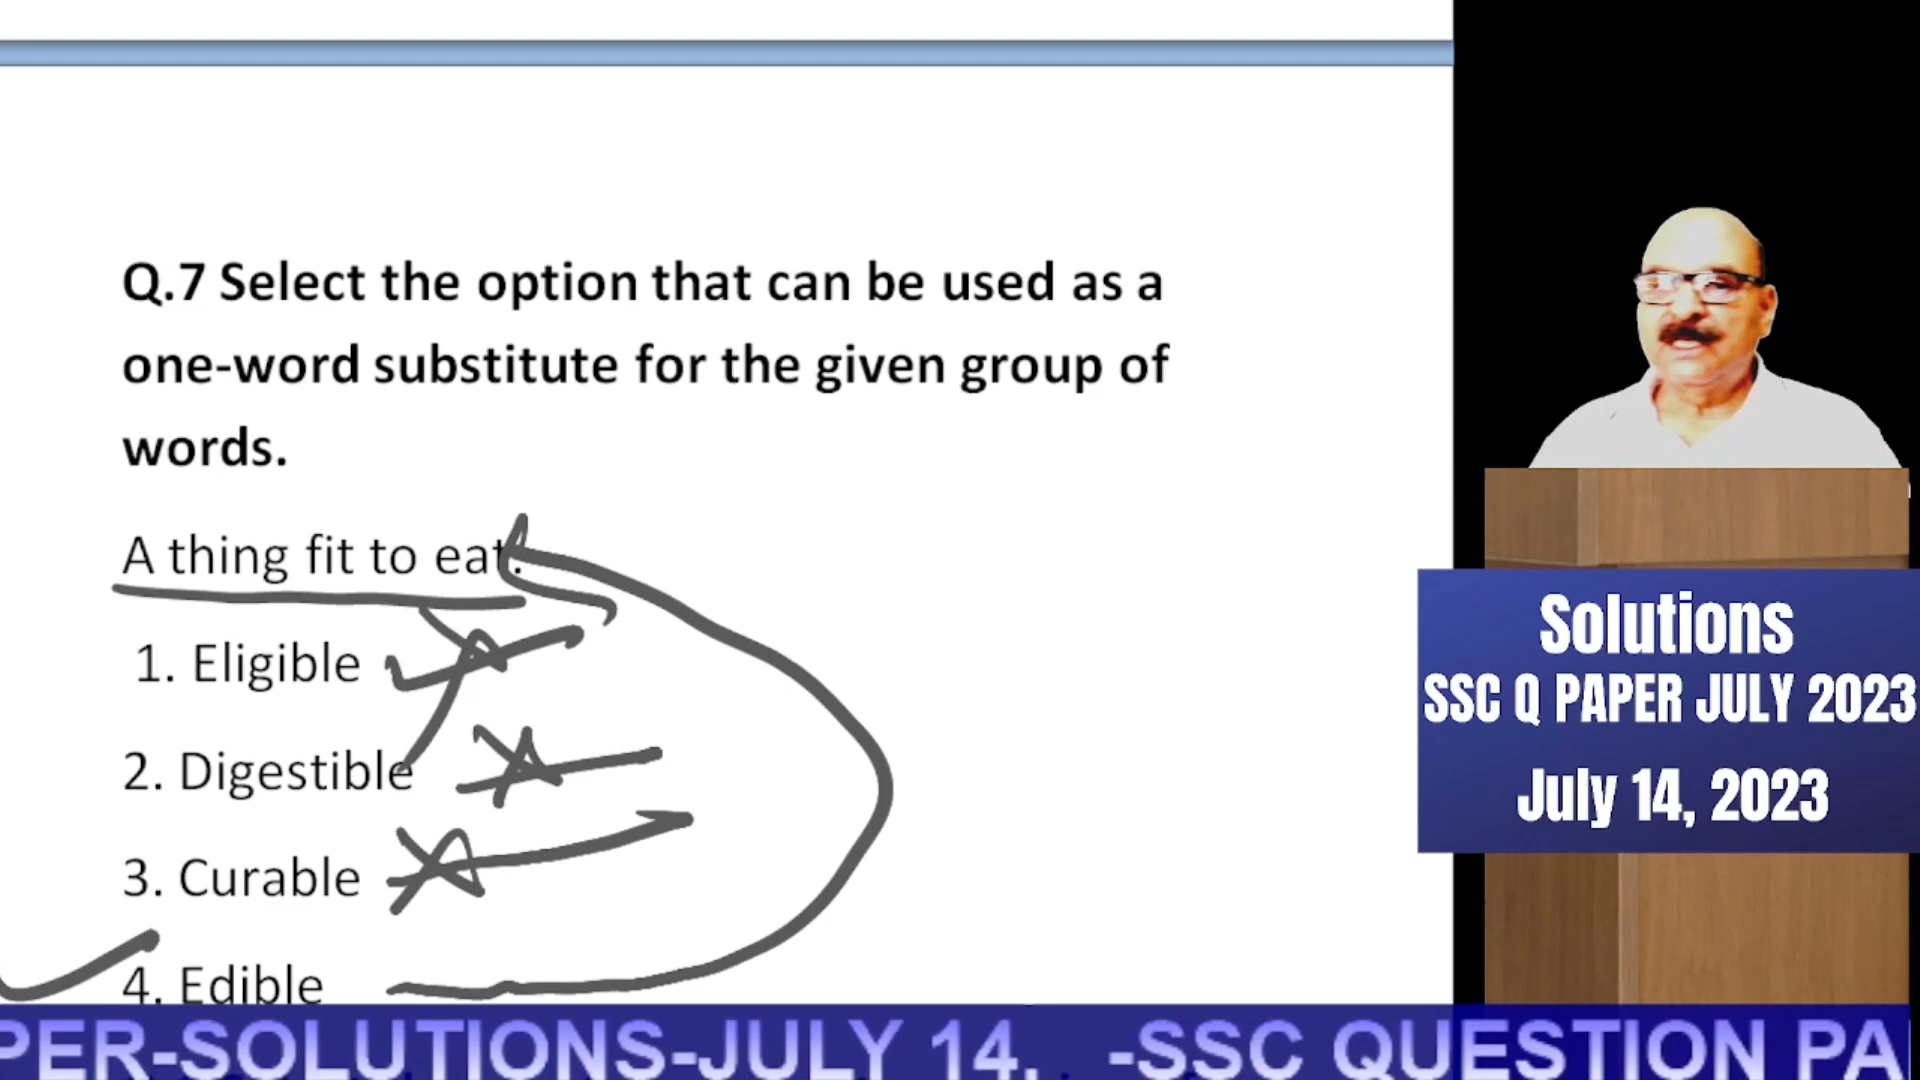 Q.7 Select the option that can be used as a
one-word substitute for the given group of
words.
A thing fit to eat.
1. Eligible
2. Digestible
3. Curable
4. Edible
Solutions
SSC Q PAPER JULY 2023
July 14, 2023
PER-SOLUTIONS-JULY 14. -SSC QUESTION PA